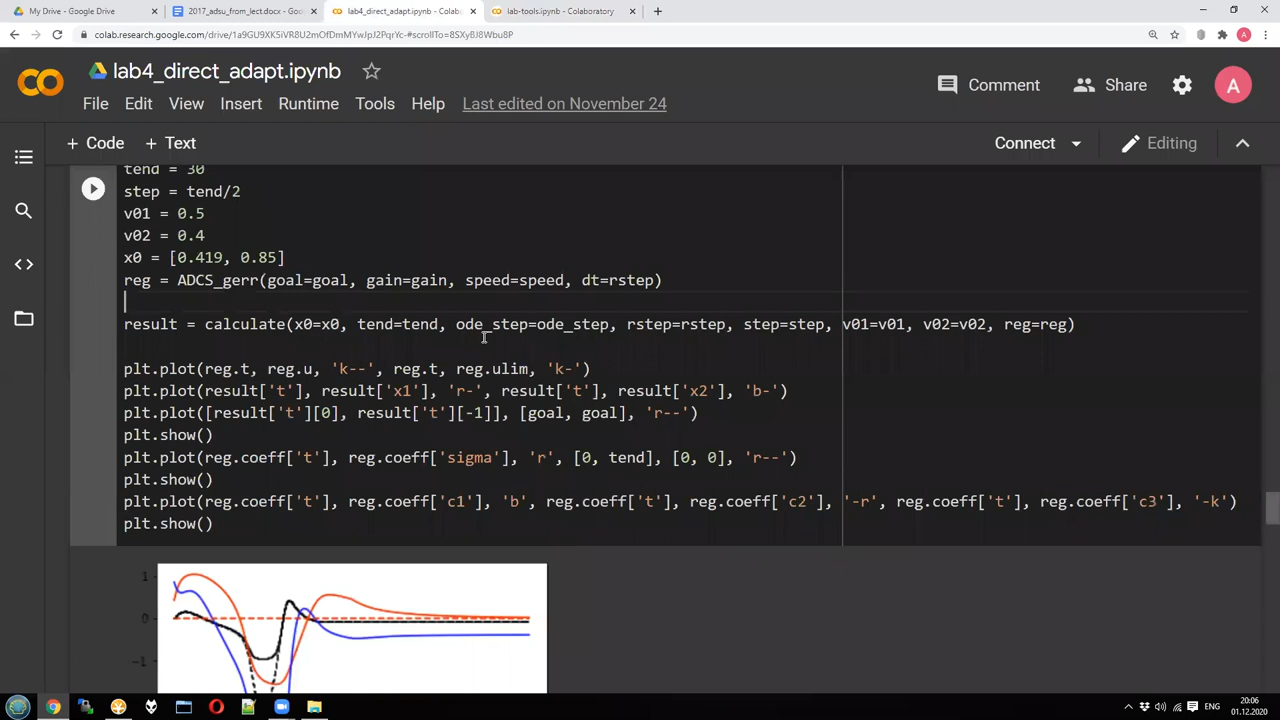 My Drive - Google Drive
2017_adsu_from_lect.docx - Goo
lab4_direct_adapt.ipynb - Colabo
lab-tools.ipynb - Colaboratory
colab.research.google.com/drive/1a9GU9XK5iVR8U2mOfDmMYwJpJ2PqrYc-#scrollTo=8SXyBJ8Wbu8P
lab4_direct_adapt.ipynb
Comment Share A
File Edit View Insert Runtime Tools Help Last edited on November 24
+ Code + Text Connect Editing
tend = 30
step = tend/2
v01 = 0.5
v02 = 0.4
x0 = [0.419, 0.85]
reg = ADCS_gerr(goal=goal, gain=gain, speed=speed, dt=rstep)
result = calculate(x0=x0, tend=tend, ode_step=ode_step, rstep=rstep, step=step, v01=v01, v02=v02, reg=reg)
plt.plot(reg.t, reg.u, 'k--', reg.t, reg.ulim, 'k-')
plt.plot(result['t'], result['x1'], 'r-', result['t'], result['x2'], 'b-')
plt.plot([result['t'][0], result['t'][-1]], [goal, goal], 'r--')
plt.show()
plt.plot(reg.coeff['t'], reg.coeff['sigma'], 'r', [0, tend], [0, 0], 'r--')
plt.show()
plt.plot(reg.coeff['t'], reg.coeff['c1'], 'b', reg.coeff['t'], reg.coeff['c2'], '-r', reg.coeff['t'], reg.coeff['c3'], '-k')
plt.show()
1
0
−1
ENG
20:06
01.12.2020